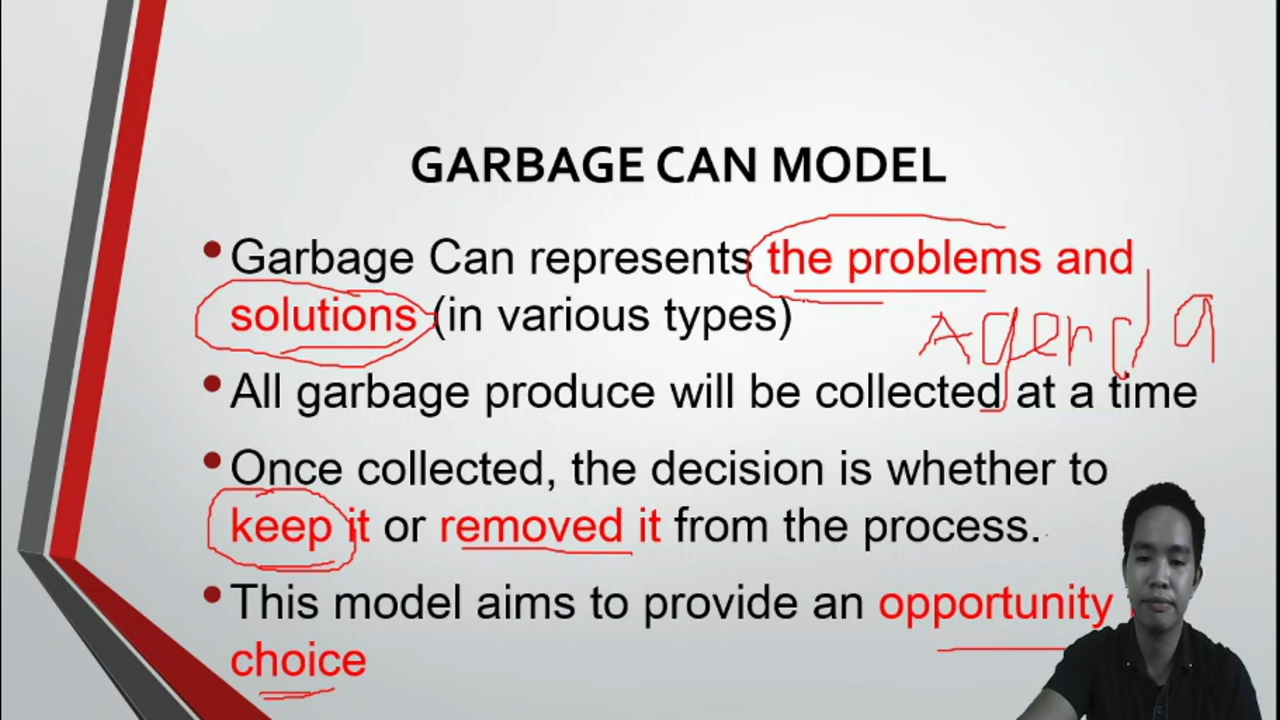 GARBAGE CAN MODEL
• Garbage Can represents the problems and
solutions (in various types)
Agenda
• All garbage produce will be collected at a time
• Once collected, the decision is whether to
keep it or removed it from the process.
• This model aims to provide an opportunity
choice